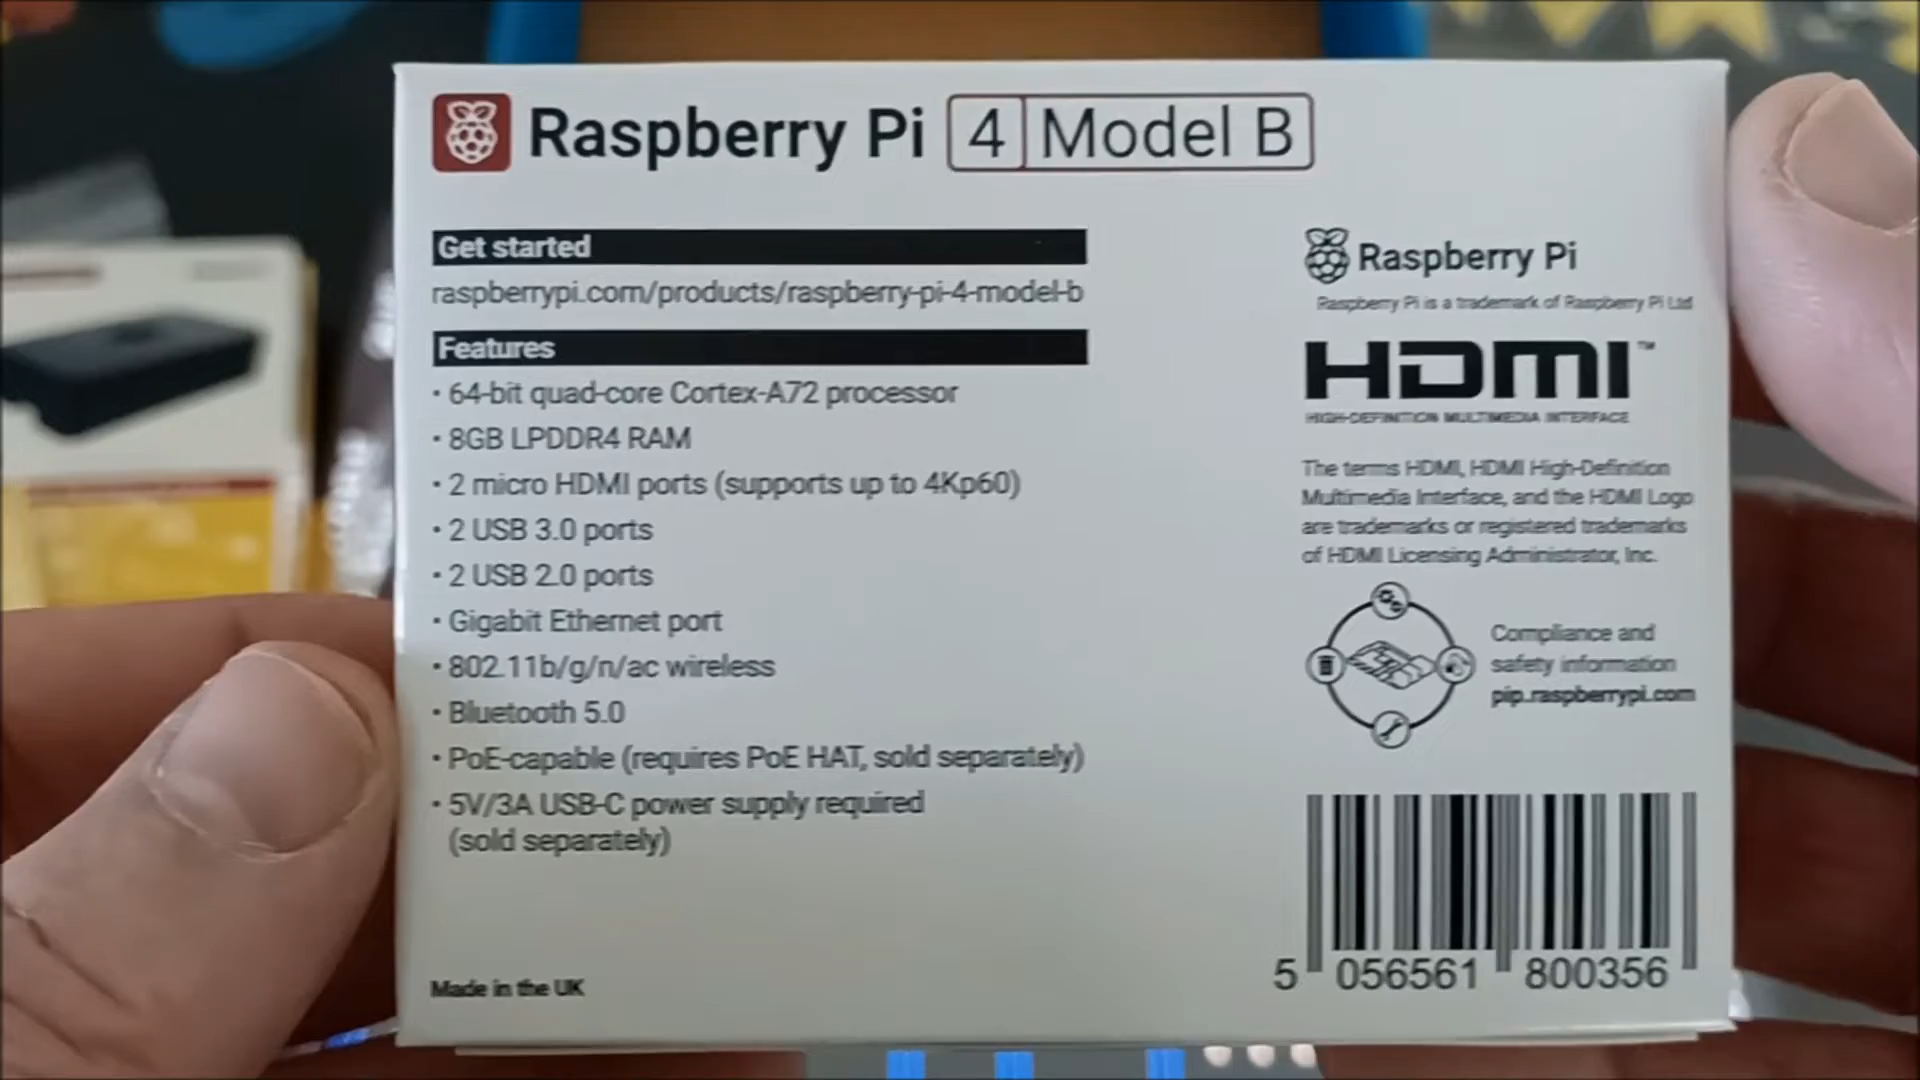 Raspberry Pi 4 Model B
Get started
raspberrypi.com/products/raspberry-pi-4-model-b
Features
• 64-bit quad-core Cortex-A72 processor
• 8GB LPDDR4 RAM
• 2 micro HDMI ports (supports up to 4Kp60)
• 2 USB 3.0 ports
• 2 USB 2.0 ports
• Gigabit Ethernet port
• 802.11b/g/n/ac wireless
• Bluetooth 5.0
• PoE-capable (requires PoE HAT, sold separately)
• 5V/3A USB-C power supply required
(sold separately)
Made in the UK
Raspberry Pi
Raspberry Pi is a trademark of Raspberry Pi Ltd
HDMI™
HIGH-DEFINITION MULTIMEDIA INTERFACE
The terms HDMI, HDMI High-Definition
Multimedia Interface, and the HDMI Logo
are trademarks or registered trademarks
of HDMI Licensing Administrator, Inc.
Compliance and
safety information
pip.raspberrypi.com
5 056561 800356